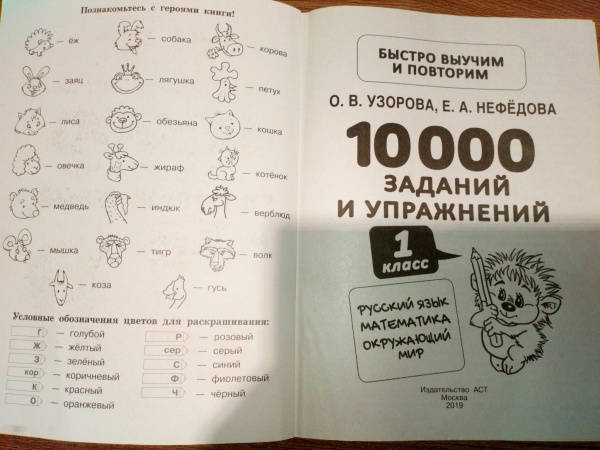 Познакомьтесь с героями книги!
— ёж
— собака
— корова
— заяц
— лягушка
— петух
— лиса
— обезьяна
— кошка
— овечка
— жираф
— котёнок
— медведь
— индюк
— верблюд
— мышка
— тигр
— волк
— коза
— гусь
Условные обозначения цветов для раскрашивания:
Г — голубой
Ж — жёлтый
З — зелёный
кор — коричневый
К — красный
О — оранжевый
Р — розовый
сер — серый
С — синий
Ф — фиолетовый
Ч — чёрный
БЫСТРО ВЫУЧИМ
И ПОВТОРИМ
О. В. УЗОРОВА, Е. А. НЕФЁДОВА
10 000
ЗАДАНИЙ
И УПРАЖНЕНИЙ
1
КЛАСС
РУССКИЙ ЯЗЫК
МАТЕМАТИКА
ОКРУЖАЮЩИЙ
МИР
Издательство АСТ
Москва
2019